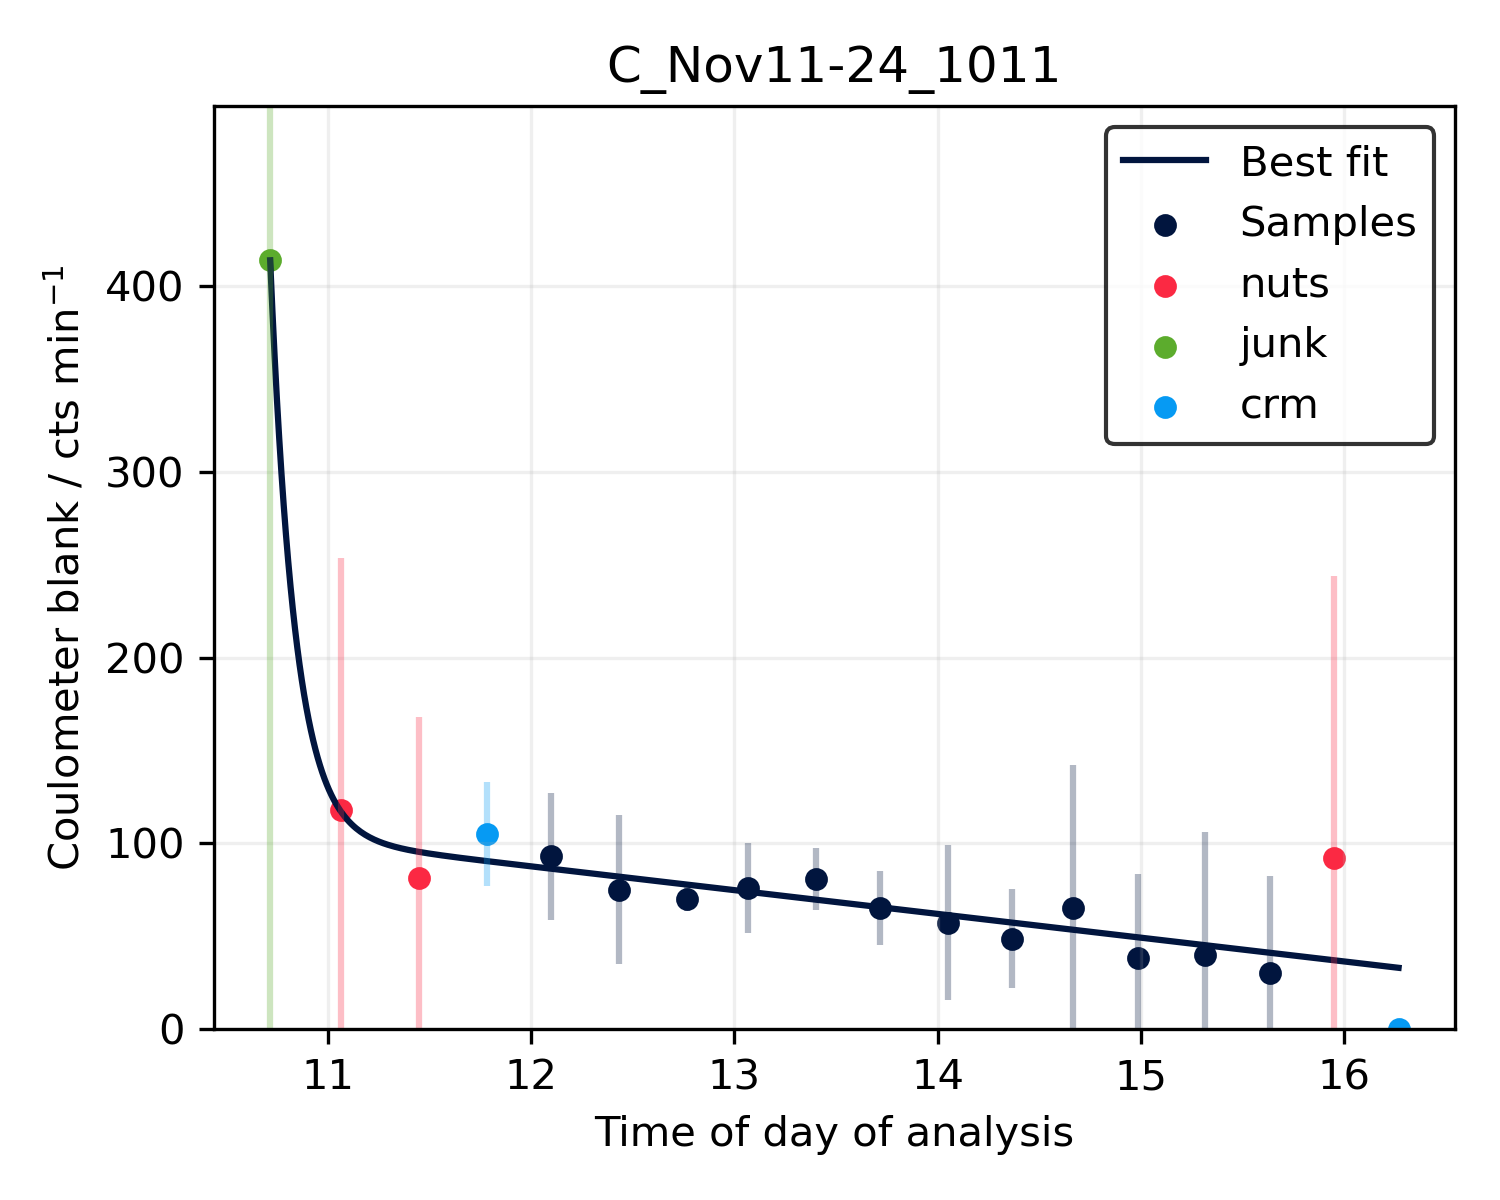 C_Nov11-24_1011
Best fit
Samples
nuts
junk
crm
Coulometer blank / cts min⁻¹
400
300
200
100
0
11 12 13 14 15 16
Time of day of analysis